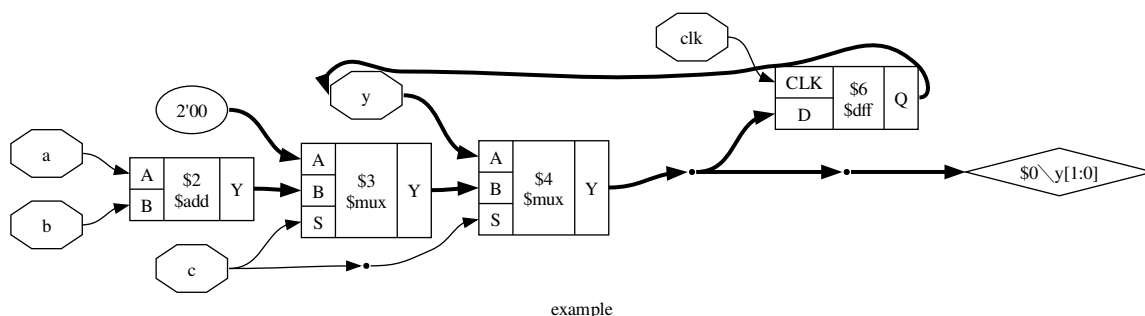 clk
CLK
D
$6
$dff
Q
y
2'00
a
b
A
B
$2
$add
Y
A
B
S
$3
$mux
Y
A
B
S
$4
$mux
Y
$0\y[1:0]
c
example